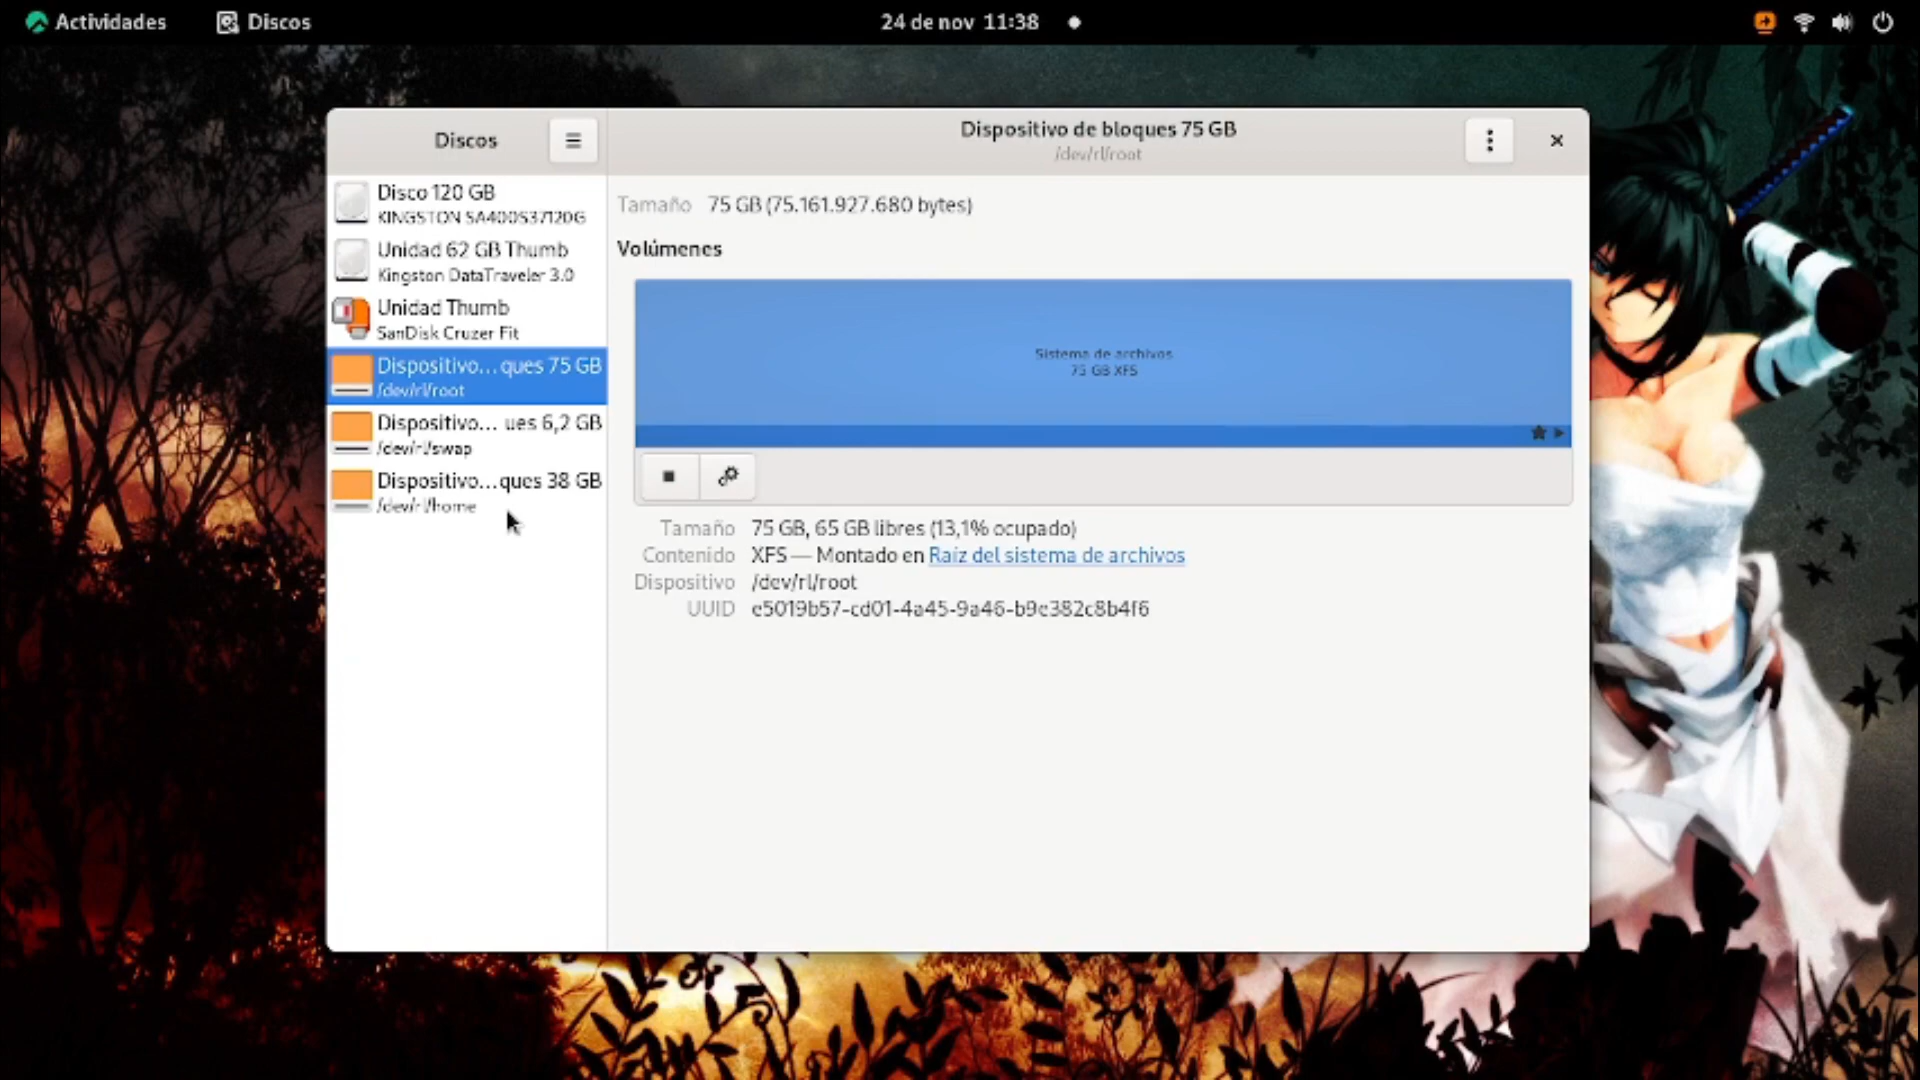 Actividades
Discos
24 de nov 11:38
Discos
Dispositivo de bloques 75 GB
/dev/rl/root
Disco 120 GB
KINGSTON SA400S37120G
Unidad 62 GB Thumb
Kingston DataTraveler 3.0
Unidad Thumb
SanDisk Cruzer Fit
Dispositivo... ques 75 GB
/dev/rl/root
Dispositivo... ues 6,2 GB
/dev/rl/swap
Dispositivo...ques 38 GB
/dev/rl/home
Tamaño 75 GB (75.161.927.680 bytes)
Volúmenes
Sistema de archivos
75 GB XFS
Tamaño 75 GB, 65 GB libres (13,1% ocupado)
Contenido XFS — Montado en Raíz del sistema de archivos
Dispositivo /dev/rl/root
UUID e5019b57-cd01-4a45-9a46-b9e382c8b4f6